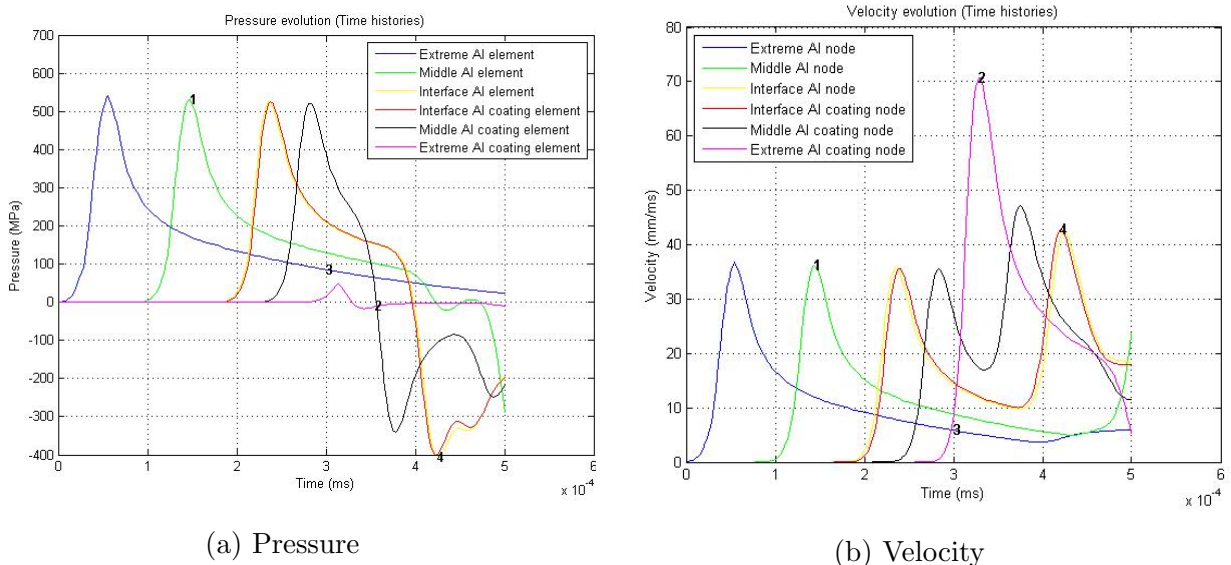 Pressure evolution (Time histories)
700
600
500
400
300
200
100
0
-100
-200
-300
-400
Pressure (MPa)
Extreme Al element
Middle Al element
Interface Al element
Interface Al coating element
Middle Al coating element
Extreme Al coating element
1
3
2
4
0
1
2
3
4
5
6
Time (ms)
x 10⁻⁴
(a) Pressure
Velocity evolution (Time histories)
80
70
60
50
40
30
20
10
0
Velocity (mm/ms)
Extreme Al node
Middle Al node
Interface Al node
Interface Al coating node
Middle Al coating node
Extreme Al coating node
2
1
4
3
0
1
2
3
4
5
6
Time (ms)
x 10⁻⁴
(b) Velocity